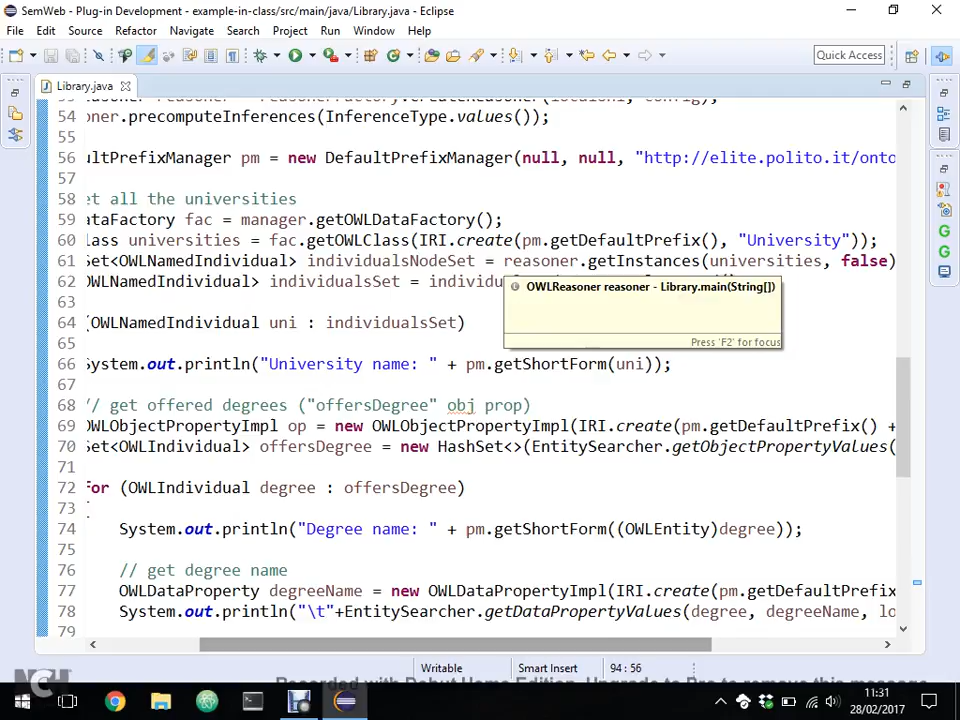 SemWeb - Plug-in Development - example-in-class/src/main/java/Library.java - Eclipse
File Edit Source Refactor Navigate Search Project Run Window Help
Quick Access
Library.java
54 oner.precomputeInferences(InferenceType.values());
55
56 ultPrefixManager pm = new DefaultPrefixManager(null, null, "http://elite.polito.it/onto
57
58 et all the universities
59 ataFactory fac = manager.getOWLDataFactory();
60 lass universities = fac.getOWLClass(IRI.create(pm.getDefaultPrefix(), "University"));
61 Set<OWLNamedIndividual> individualsNodeSet = reasoner.getInstances(universities, false)
62 OWLNamedIndividual> individualsSet = individu
OWLReasoner reasoner - Library.main(String[])
Press 'F2' for focus
63
64 (OWLNamedIndividual uni : individualsSet)
65
66 System.out.println("University name: " + pm.getShortForm(uni));
67
68 // get offered degrees ("offersDegree" obj prop)
69 OWLObjectPropertyImpl op = new OWLObjectPropertyImpl(IRI.create(pm.getDefaultPrefix() +
70 Set<OWLIndividual> offersDegree = new HashSet<>(EntitySearcher.getObjectPropertyValues(
71
72 for (OWLIndividual degree : offersDegree)
73
74 System.out.println("Degree name: " + pm.getShortForm((OWLEntity)degree));
75
76 // get degree name
77 OWLDataProperty degreeName = new OWLDataPropertyImpl(IRI.create(pm.getDefaultPrefix
78 System.out.println("\t"+EntitySearcher.getDataPropertyValues(degree, degreeName, lo
79
Writable Smart Insert 94 : 56
NCH
11:31
28/02/2017